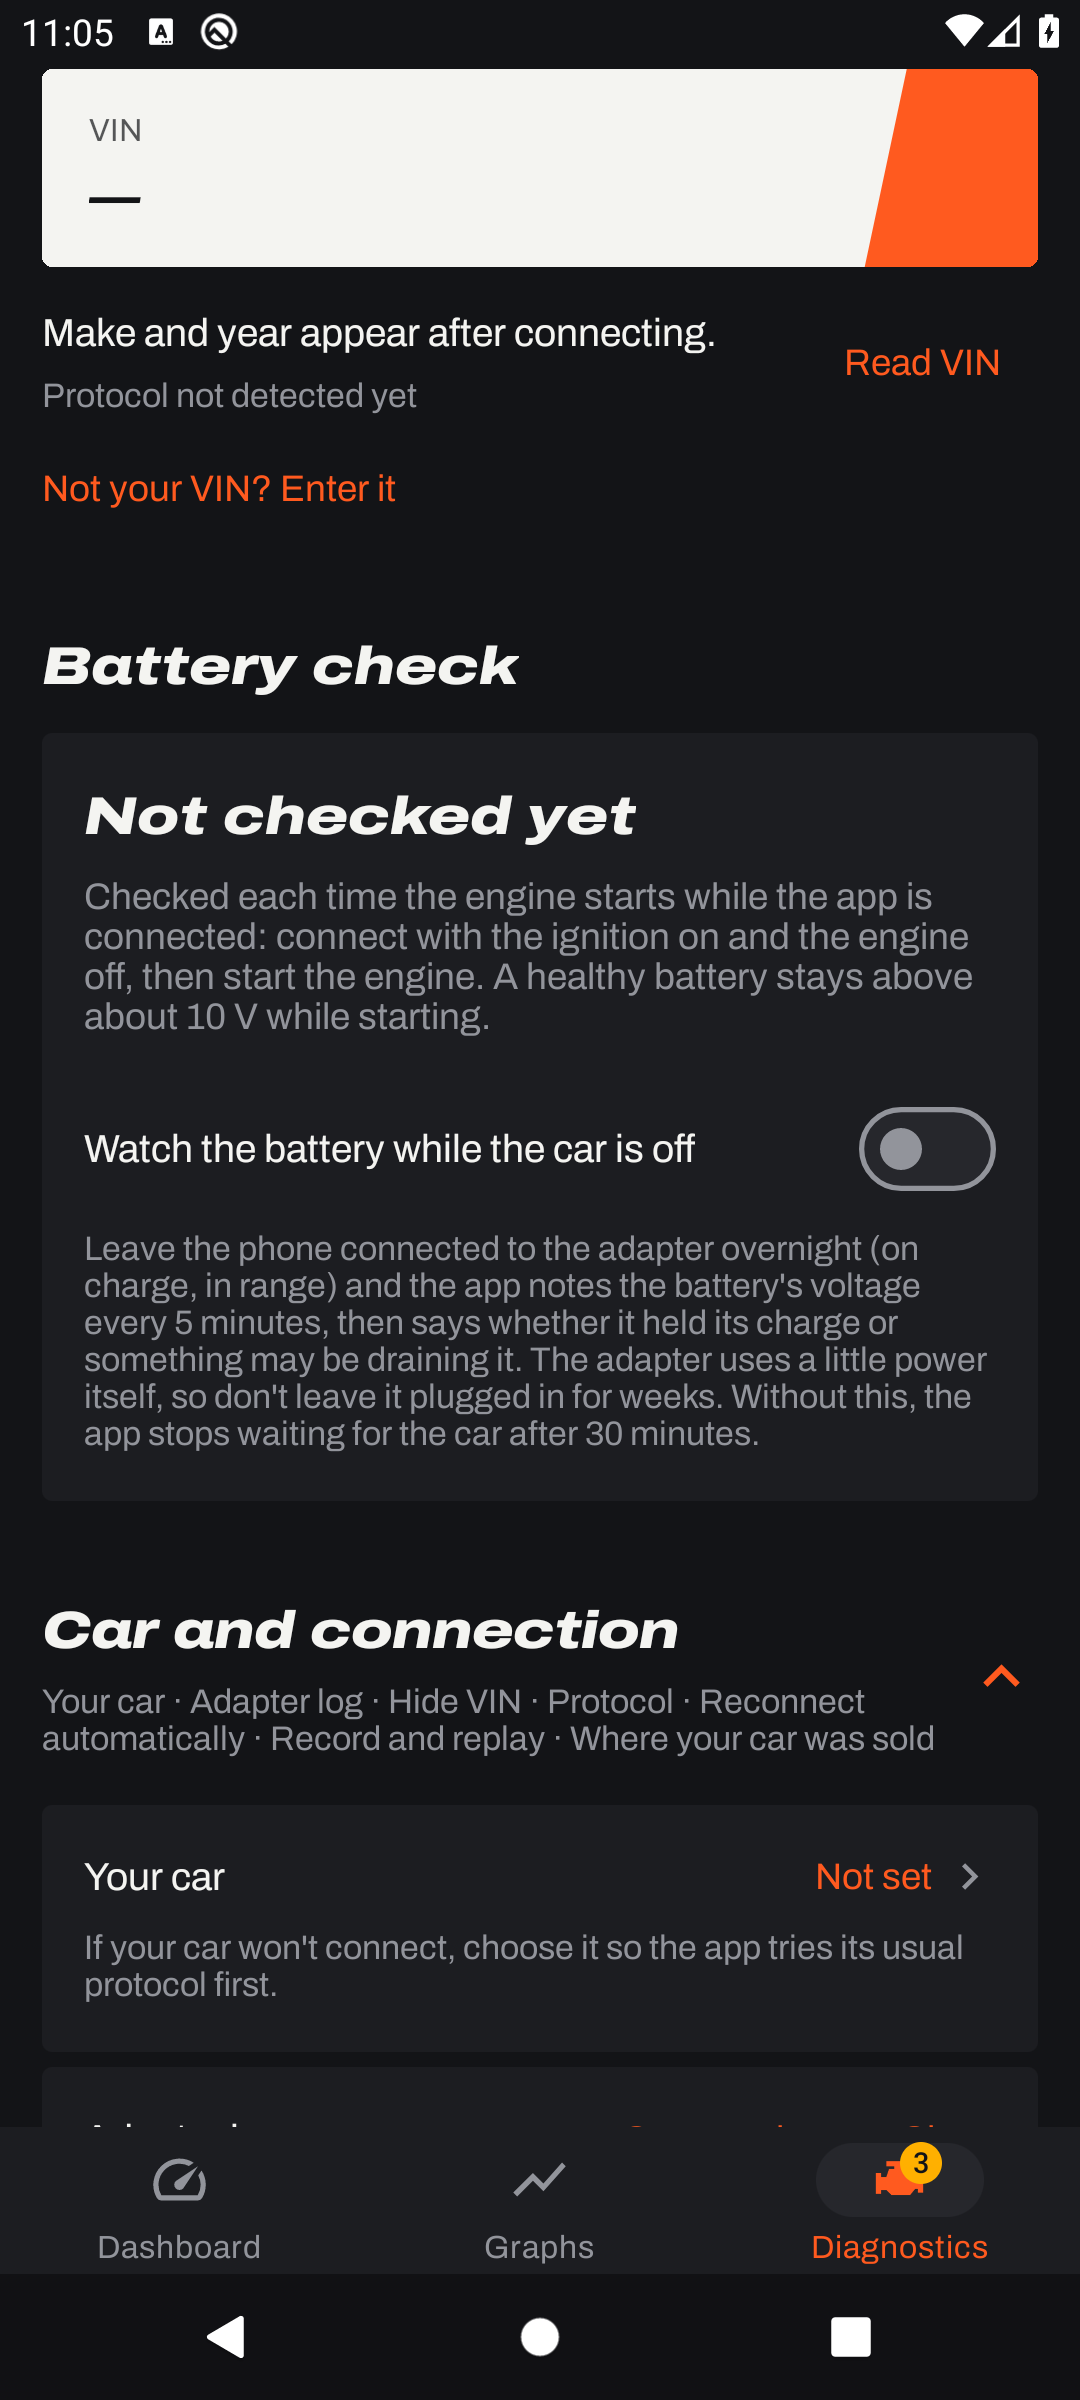 11:05
VIN
—
Make and year appear after connecting.
Read VIN
Protocol not detected yet
Not your VIN? Enter it
Battery check
Not checked yet
Checked each time the engine starts while the app is
connected: connect with the ignition on and the engine
off, then start the engine. A healthy battery stays above
about 10 V while starting.
Watch the battery while the car is off
Leave the phone connected to the adapter overnight (on
charge, in range) and the app notes the battery's voltage
every 5 minutes, then says whether it held its charge or
something may be draining it. The adapter uses a little power
itself, so don't leave it plugged in for weeks. Without this, the
app stops waiting for the car after 30 minutes.
Car and connection
Your car · Adapter log · Hide VIN · Protocol · Reconnect
automatically · Record and replay · Where your car was sold
Your car
Not set
If your car won't connect, choose it so the app tries its usual
protocol first.
3
Dashboard
Graphs
Diagnostics